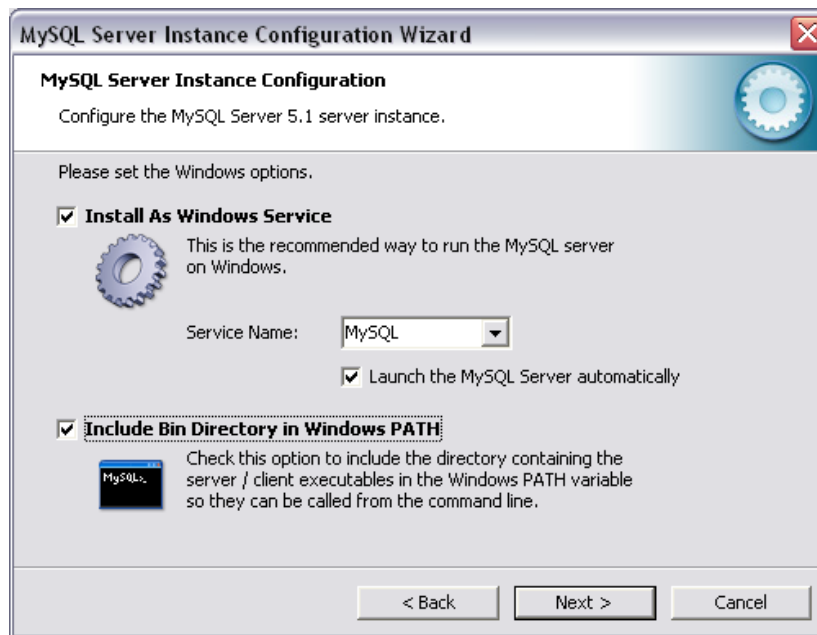 MySQL Server Instance Configuration Wizard
MySQL Server Instance Configuration
Configure the MySQL Server 5.1 server instance.
Please set the Windows options.
Install As Windows Service
This is the recommended way to run the MySQL server
on Windows.
Service Name: MySQL
Launch the MySQL Server automatically
Include Bin Directory in Windows PATH
MySQL>_
Check this option to include the directory containing the
server / client executables in the Windows PATH variable
so they can be called from the command line.
< Back Next > Cancel